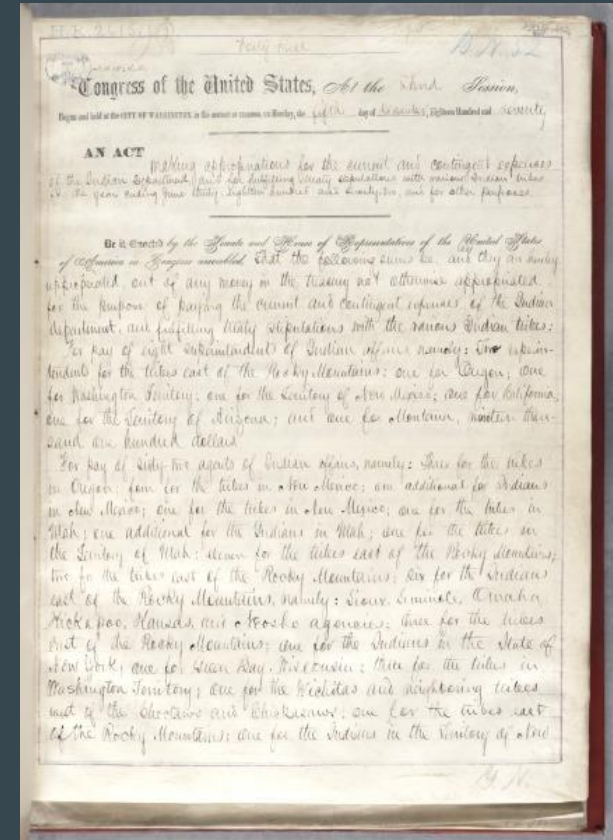 H.R. 2615
Forty-first
Congress of the United States, At the Third Session,
Begun and held at the CITY OF WASHINGTON, in the District of Columbia, on Monday, the fifth day of December, Eighteen Hundred and seventy,
AN ACT making appropriations for the current and contingent expenses
of the Indian Department, and for fulfilling treaty stipulations with various Indian tribes
for the year ending June thirty, eighteen hundred and seventy-two, and for other purposes.
Be it Enacted by the Senate and House of Representatives of the United States
of America in Congress assembled, That the following sums be, and they are hereby
appropriated, out of any money in the treasury not otherwise appropriated,
for the purpose of paying the current and contingent expenses of the Indian
department, and fulfilling treaty stipulations with the various Indian tribes:
For pay of eight superintendents of Indian affairs, namely: Two superin-
tendents for the tribes east of the Rocky Mountains; one for Oregon; one
for Washington Territory; one for the Territory of New Mexico; one for California;
one for the Territory of Arizona; and one for Montana, nineteen thou-
sand one hundred dollars.
For pay of sixty-two agents of Indian affairs, namely: Three for the tribes
in Oregon; four for the tribes in New Mexico; one additional for Indians
in New Mexico; one for the tribes in New Mexico; one for the tribes in
Utah; one additional for the Indians in Utah; one for the tribes in
the Territory of Utah; eleven for the tribes east of the Rocky Mountains;
two for the tribes east of the Rocky Mountains; six for the Indians
east of the Rocky Mountains, namely: Sioux, Seminole, Omaha
Kickapoo, Kansas, and Neosho agencies; three for the tribes
east of the Rocky Mountains; one for the Indians in the State of
New York; one for Green Bay, Wisconsin; three for the tribes in
Washington Territory; one for the Wichitas and neighboring tribes
west of the Choctaws and Chickasaws; one for the tribes east
of the Rocky Mountains; one for the Indians in the Territory of New